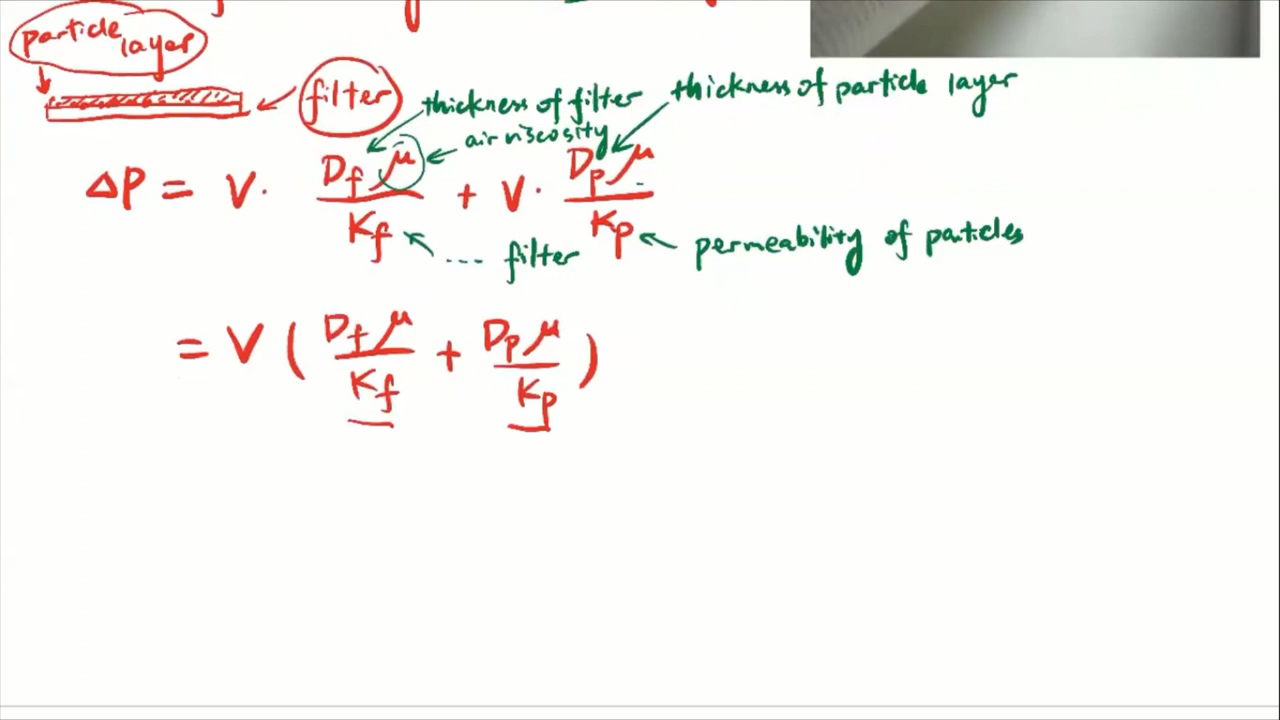 particle layer
filter
thickness of filter
thickness of particle layer
air viscosity
ΔP = V · Df μ / Kf + V · Dp μ / Kp
.... filter
permeability of particles
= V ( Df μ / Kf + Dp μ / Kp )